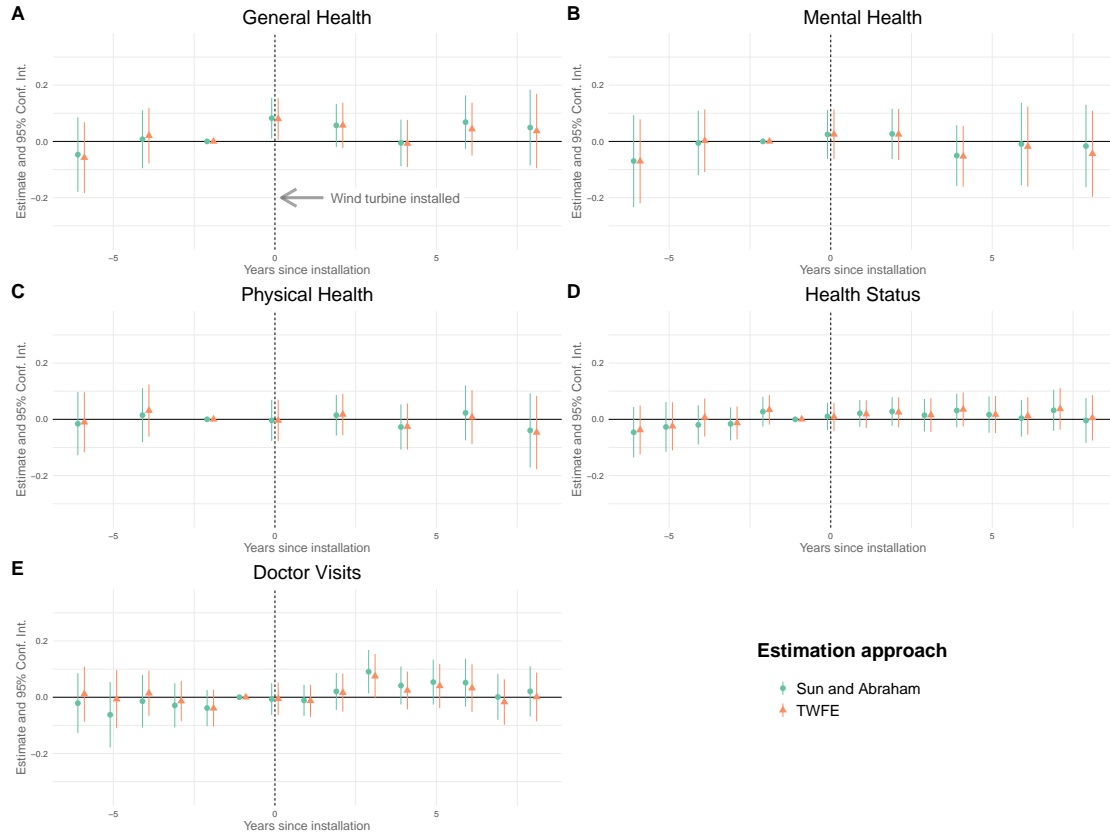 A
General Health
Estimate and 95% Conf. Int.
0.2
0.0
−0.2
Wind turbine installed
−5
0
5
Years since installation
B
Mental Health
Estimate and 95% Conf. Int.
0.2
0.0
−0.2
−5
0
5
Years since installation
C
Physical Health
Estimate and 95% Conf. Int.
0.2
0.0
−0.2
−5
0
5
Years since installation
D
Health Status
Estimate and 95% Conf. Int.
0.2
0.0
−0.2
−5
0
5
Years since installation
E
Doctor Visits
Estimate and 95% Conf. Int.
0.2
0.0
−0.2
−5
0
5
Years since installation
Estimation approach
Sun and Abraham
TWFE